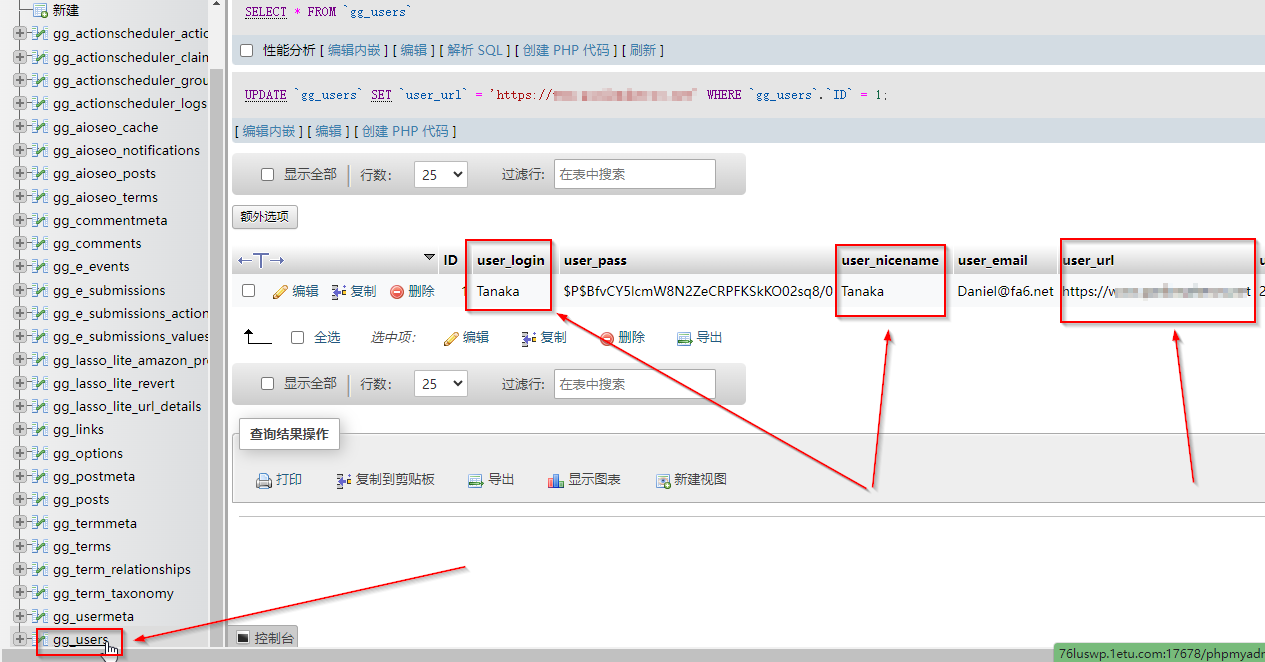 新建
gg_actionscheduler_actic
gg_actionscheduler_claim
gg_actionscheduler_grou
gg_actionscheduler_logs
gg_aioseo_cache
gg_aioseo_notifications
gg_aioseo_posts
gg_aioseo_terms
gg_commentmeta
gg_comments
gg_e_events
gg_e_submissions
gg_e_submissions_action
gg_e_submissions_values
gg_lasso_lite_amazon_pr
gg_lasso_lite_revert
gg_lasso_lite_url_details
gg_links
gg_options
gg_postmeta
gg_posts
gg_termmeta
gg_terms
gg_term_relationships
gg_term_taxonomy
gg_usermeta
gg_users
SELECT * FROM `gg_users`
性能分析 [ 编辑内嵌 ] [ 编辑 ] [ 解析 SQL ] [ 创建 PHP 代码 ] [ 刷新 ]
UPDATE `gg_users` SET `user_url` = 'https:// ' WHERE `gg_users`.`ID` = 1;
[ 编辑内嵌 ] [ 编辑 ] [ 创建 PHP 代码 ]
显示全部 行数: 25 过滤行: 在表中搜索
额外选项
←T→ ID user_login user_pass user_nicename user_email user_url
编辑 复制 删除 1 Tanaka Tanaka Daniel@fa6.net
全选 选中项: 编辑 复制 删除 导出
显示全部 行数: 25 过滤行: 在表中搜索
查询结果操作
打印 复制到剪贴板 导出 显示图表 新建视图
控制台
76luswp.1etu.com:17678/phpmyadr